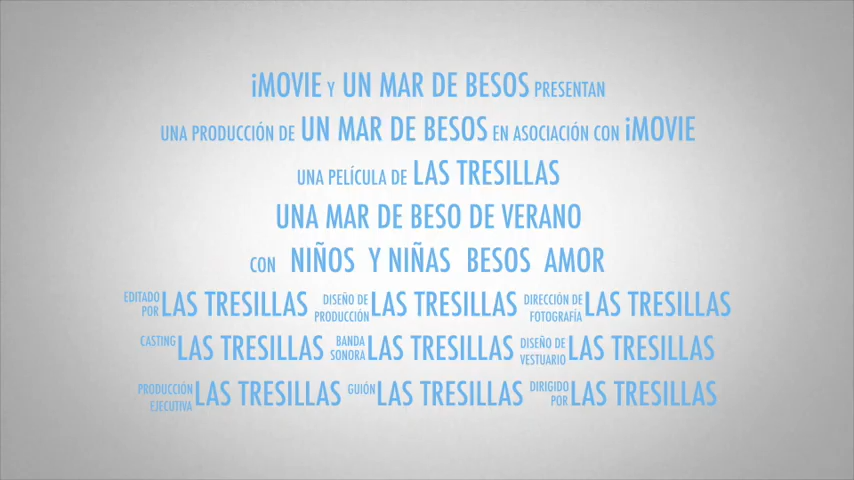 iMOVIE Y UN MAR DE BESOS PRESENTAN
UNA PRODUCCIÓN DE UN MAR DE BESOS EN ASOCIACIÓN CON iMOVIE
UNA PELÍCULA DE LAS TRESILLAS
UNA MAR DE BESO DE VERANO
CON NIÑOS Y NIÑAS BESOS AMOR
EDITADO POR LAS TRESILLAS DISEÑO DE PRODUCCIÓN LAS TRESILLAS DIRECCIÓN DE FOTOGRAFÍA LAS TRESILLAS
CASTING LAS TRESILLAS BANDA SONORA LAS TRESILLAS DISEÑO DE VESTUARIO LAS TRESILLAS
PRODUCCIÓN EJECUTIVA LAS TRESILLAS GUIÓN LAS TRESILLAS DIRIGIDO POR LAS TRESILLAS